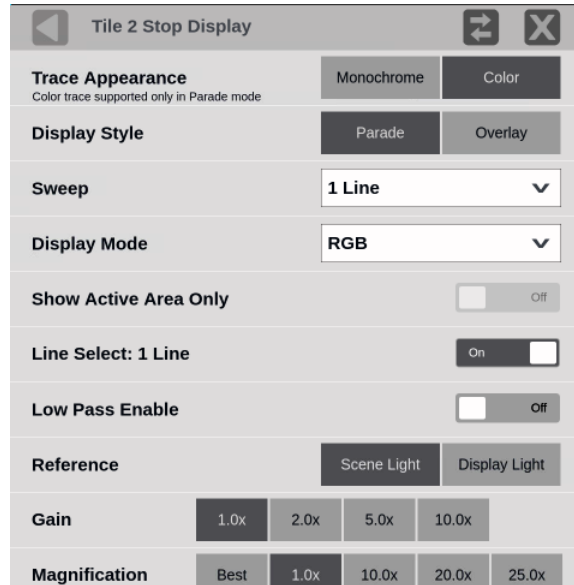 Tile 2 Stop Display
X
Trace Appearance
Color trace supported only in Parade mode
Monochrome Color
Display Style Parade Overlay
Sweep 1 Line
Display Mode RGB
Show Active Area Only Off
Line Select: 1 Line On
Low Pass Enable Off
Reference Scene Light Display Light
Gain 1.0x 2.0x 5.0x 10.0x
Magnification Best 1.0x 10.0x 20.0x 25.0x